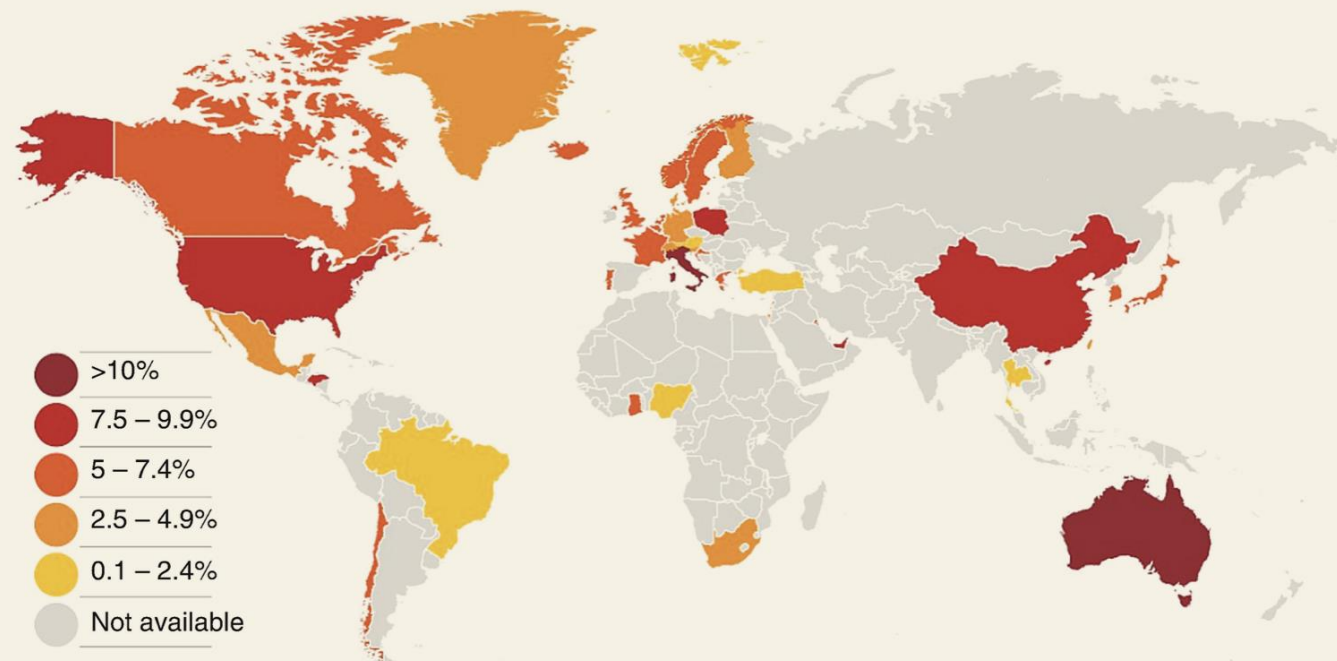 >10%
7.5 – 9.9%
5 – 7.4%
2.5 – 4.9%
0.1 – 2.4%
Not available